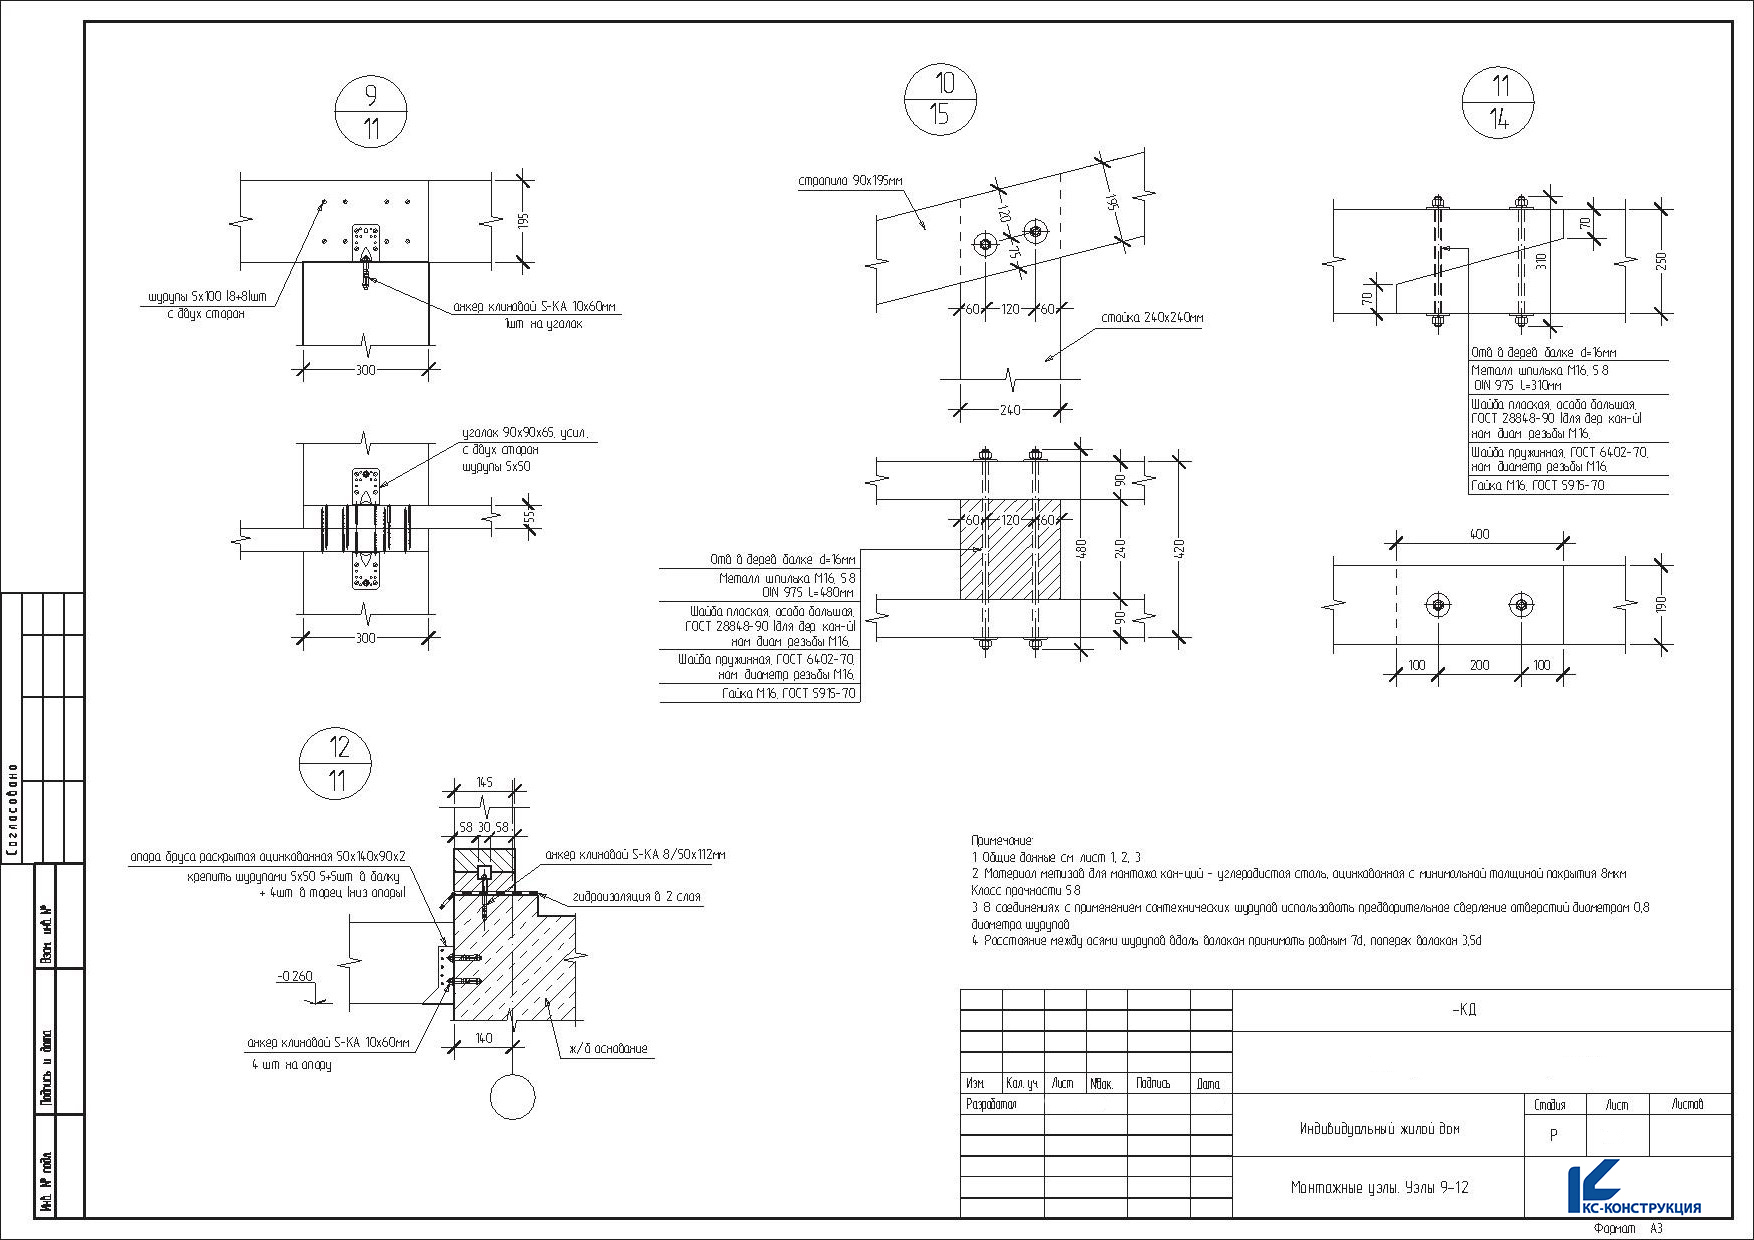 9
11
195
шурупы 5х100 (8+8)шт
с двух сторон
анкер клиновой S-KA 10х60мм
1шт на уголок
300
уголок 90х90х65, усил.,
с двух сторон
шурупы 5х50
55
300
10
15
стропила 90х195мм
195
120
75
60 120 60
стойка 240х240мм
240
60 120 60
90
240
90
480
420
Отв в дерев балке d=16мм
Металл шпилька М16, 5.8
DIN 975 L=480мм
Шайба плоская, особо большая,
ГОСТ 28848-90 (для дер кон-й)
ном диам резьбы М16,
Шайба пружинная, ГОСТ 6402-70,
ном диаметр резьбы М16,
Гайка М16, ГОСТ 5915-70
11
14
70
70
310
250
Отв в дерев балке d=16мм
Металл шпилька М16, 5.8
DIN 975 L=310мм
Шайба плоская, особо большая,
ГОСТ 28848-90 (для дер кон-й)
ном диам резьбы М16,
Шайба пружинная, ГОСТ 6402-70,
ном диаметр резьбы М16,
Гайка М16, ГОСТ 5915-70
400
190
100 200 100
12
11
145
58 30 58
опора бруса раскрытая оцинкованная 50х140х90х2
крепить шурупами 5х50 5+5шт в балку
+ 4шт в торец (низ опоры)
анкер клиновой S-KA 8/50х112мм
гидроизоляция в 2 слоя
-0.260
анкер клиновой S-KA 10х60мм
4 шт на опору
140
ж/б основание
Примечание:
1 Общие данные см лист 1, 2, 3
2 Материал метизов для монтажа кон-ций - углеродистая сталь, оцинкованная с минимальной толщиной покрытия 8мкм
Класс прочности 5.8
3 В соединениях с применением сантехнических шурупов использовать предварительное сверление отверстий диаметром 0,8
диаметра шурупов
4 Расстояние между осями шурупов вдоль волокон принимать равным 7d, поперек волокон 3,5d
Согласовано
Взам. инв. №
Подпись и дата
Инв. № подл.
-КД
Изм. Кол. уч Лист №док. Подпись Дата
Разработал
Индивидуальный жилой дом
Стадия Лист Листов
Р
Монтажные узлы. Узлы 9-12
КС-КОНСТРУКЦИЯ
Формат А3